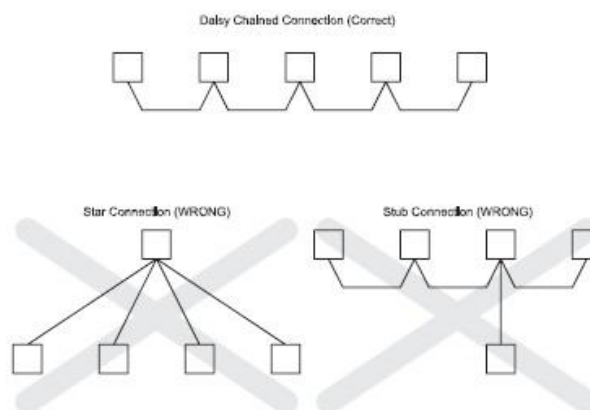 Daisy Chained Connection (Correct)
Star Connection (WRONG)
Stub Connection (WRONG)